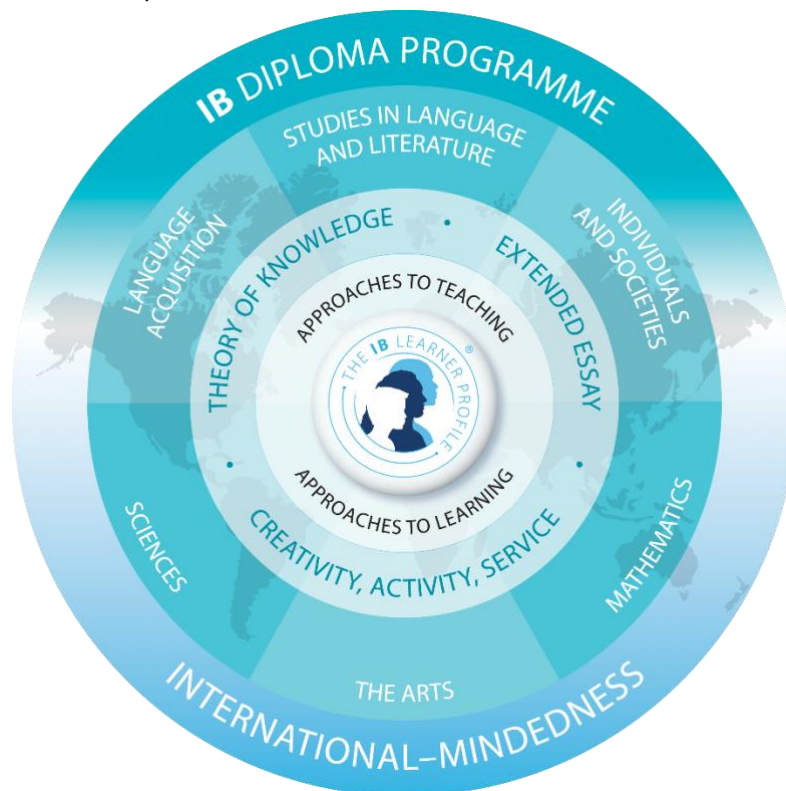 IB DIPLOMA PROGRAMME
STUDIES IN LANGUAGE
AND LITERATURE
LANGUAGE
ACQUISITION
INDIVIDUALS
AND SOCIETIES
THEORY OF KNOWLEDGE
·
EXTENDED ESSAY
APPROACHES TO TEACHING
· THE IB LEARNER PROFILE ·
®
APPROACHES TO LEARNING
·
CREATIVITY, ACTIVITY, SERVICE
·
SCIENCES
MATHEMATICS
THE ARTS
INTERNATIONAL–MINDEDNESS